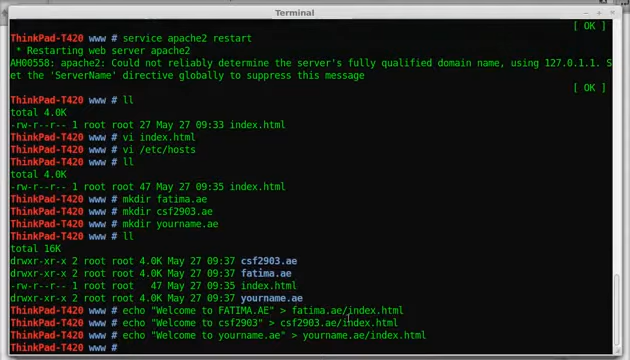 Terminal
[ OK ]
ThinkPad-T420 www # service apache2 restart
 * Restarting web server apache2
AH00558: apache2: Could not reliably determine the server's fully qualified domain name, using 127.0.1.1. S
et the 'ServerName' directive globally to suppress this message
[ OK ]
ThinkPad-T420 www # ll
total 4.0K
-rw-r--r-- 1 root root 27 May 27 09:33 index.html
ThinkPad-T420 www # vi index.html
ThinkPad-T420 www # vi /etc/hosts
ThinkPad-T420 www # ll
total 4.0K
-rw-r--r-- 1 root root 47 May 27 09:35 index.html
ThinkPad-T420 www # mkdir fatima.ae
ThinkPad-T420 www # mkdir csf2903.ae
ThinkPad-T420 www # mkdir yourname.ae
ThinkPad-T420 www # ll
total 16K
drwxr-xr-x 2 root root 4.0K May 27 09:37 csf2903.ae
drwxr-xr-x 2 root root 4.0K May 27 09:37 fatima.ae
-rw-r--r-- 1 root root   47 May 27 09:35 index.html
drwxr-xr-x 2 root root 4.0K May 27 09:37 yourname.ae
ThinkPad-T420 www # echo "Welcome to FATIMA.AE" > fatima.ae/index.html
ThinkPad-T420 www # echo "Welcome to csf2903" > csf2903.ae/index.html
ThinkPad-T420 www # echo "Welcome to yourname.ae" > yourname.ae/index.html
ThinkPad-T420 www #